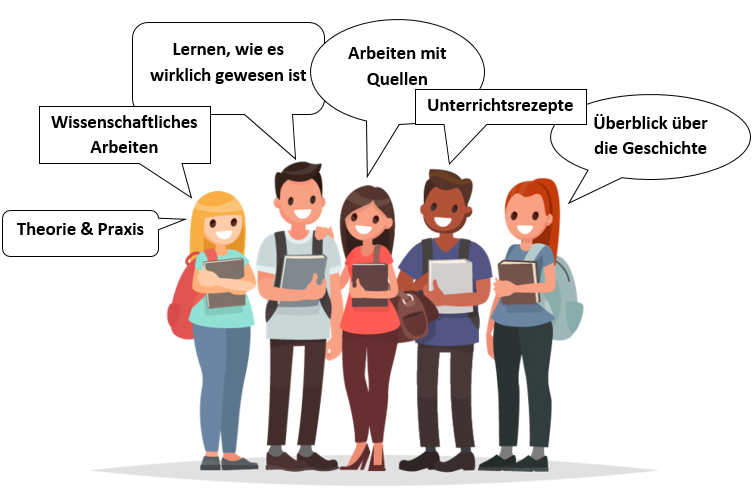 Lernen, wie es
wirklich gewesen ist
Arbeiten mit
Quellen
Unterrichtsrezepte
Wissenschaftliches
Arbeiten
Überblick über
die Geschichte
Theorie & Praxis